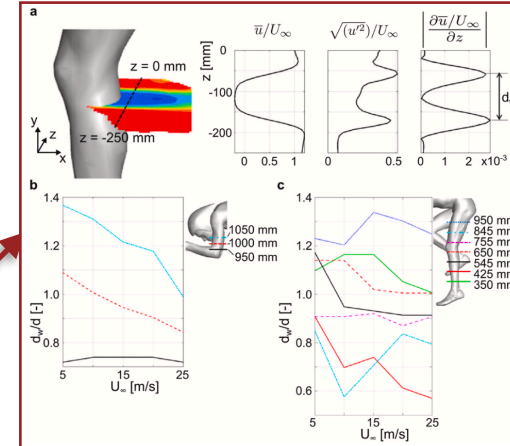 a
u̅/U∞
√(u'²)/U∞
|∂u̅/U∞ / ∂z|
z [mm]
0
-100
-200
0 0.5 1
0 0.5
0 1 2 3
x10⁻³
z = 0 mm
z = -250 mm
y
z
x
b
1.4
1.2
1.0
0.8
d_w/d [-]
5 15 25
U∞ [m/s]
1050 mm
1000 mm
950 mm
c
1.4
1.2
1.0
0.8
0.6
d_w/d [-]
5 15 25
U∞ [m/s]
950 mm
845 mm
755 mm
650 mm
545 mm
425 mm
350 mm